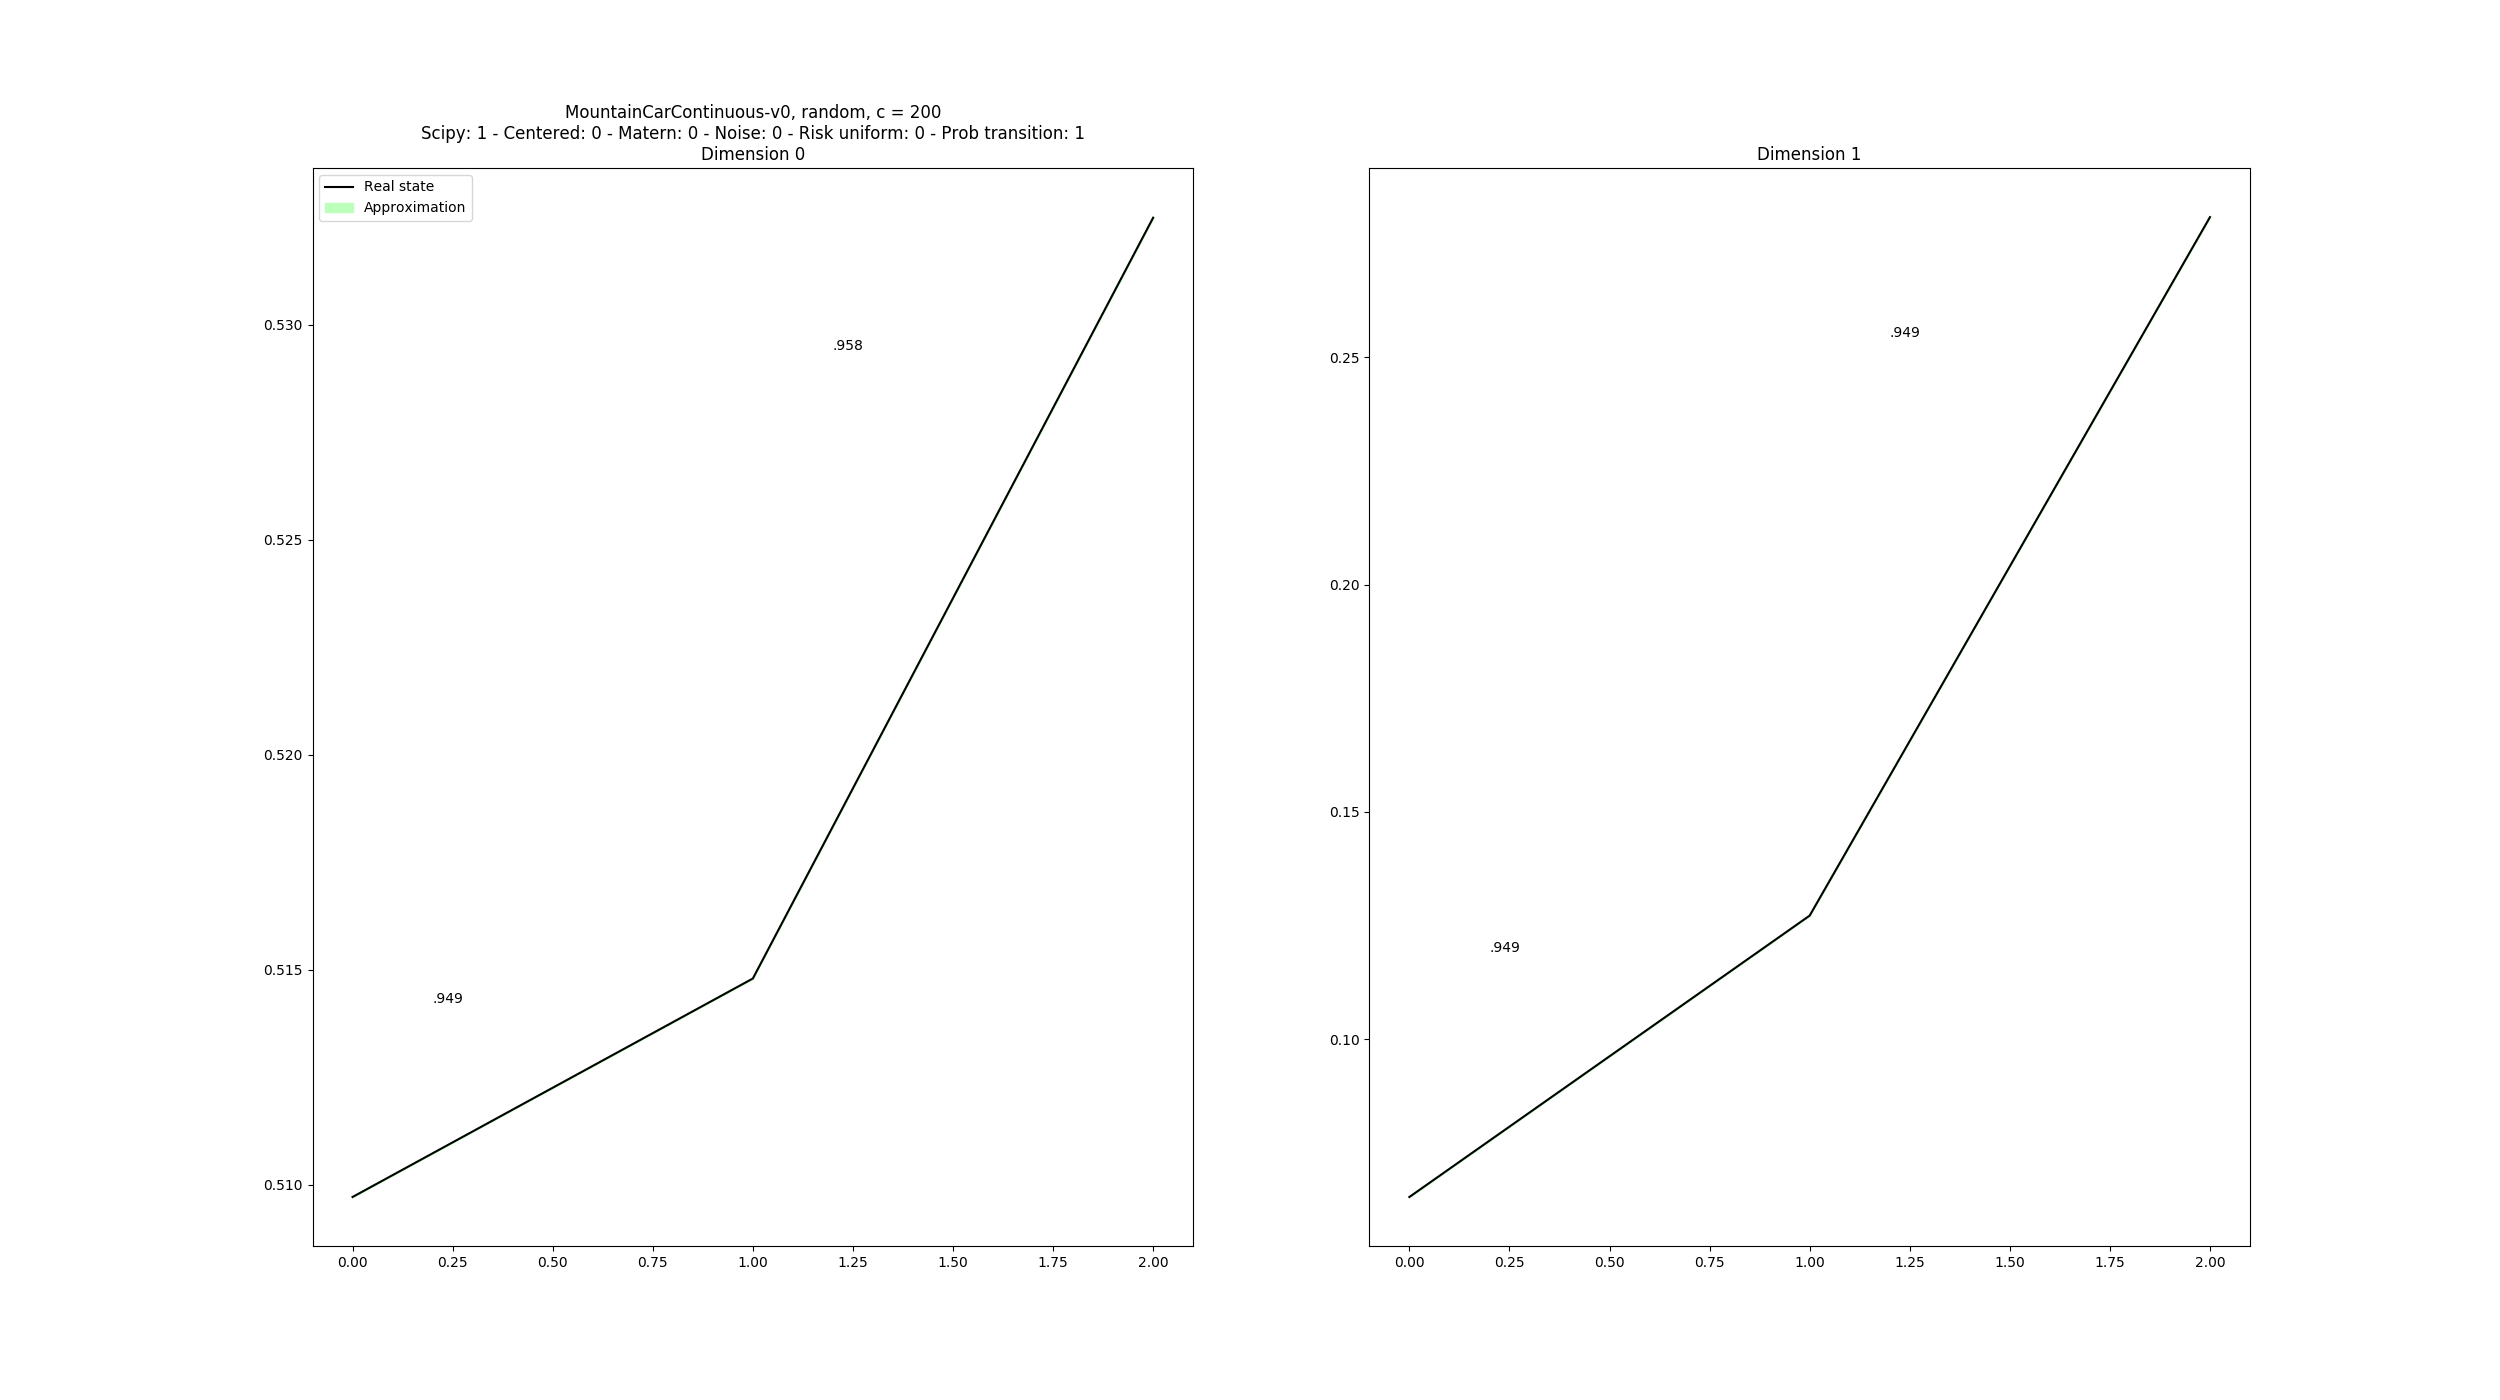 MountainCarContinuous-v0, random, c = 200
Scipy: 1 - Centered: 0 - Matern: 0 - Noise: 0 - Risk uniform: 0 - Prob transition: 1
Dimension 0
Real state
Approximation
.958
.949
0.530
0.525
0.520
0.515
0.510
0.00 0.25 0.50 0.75 1.00 1.25 1.50 1.75 2.00
Dimension 1
.949
.949
0.25
0.20
0.15
0.10
0.00 0.25 0.50 0.75 1.00 1.25 1.50 1.75 2.00